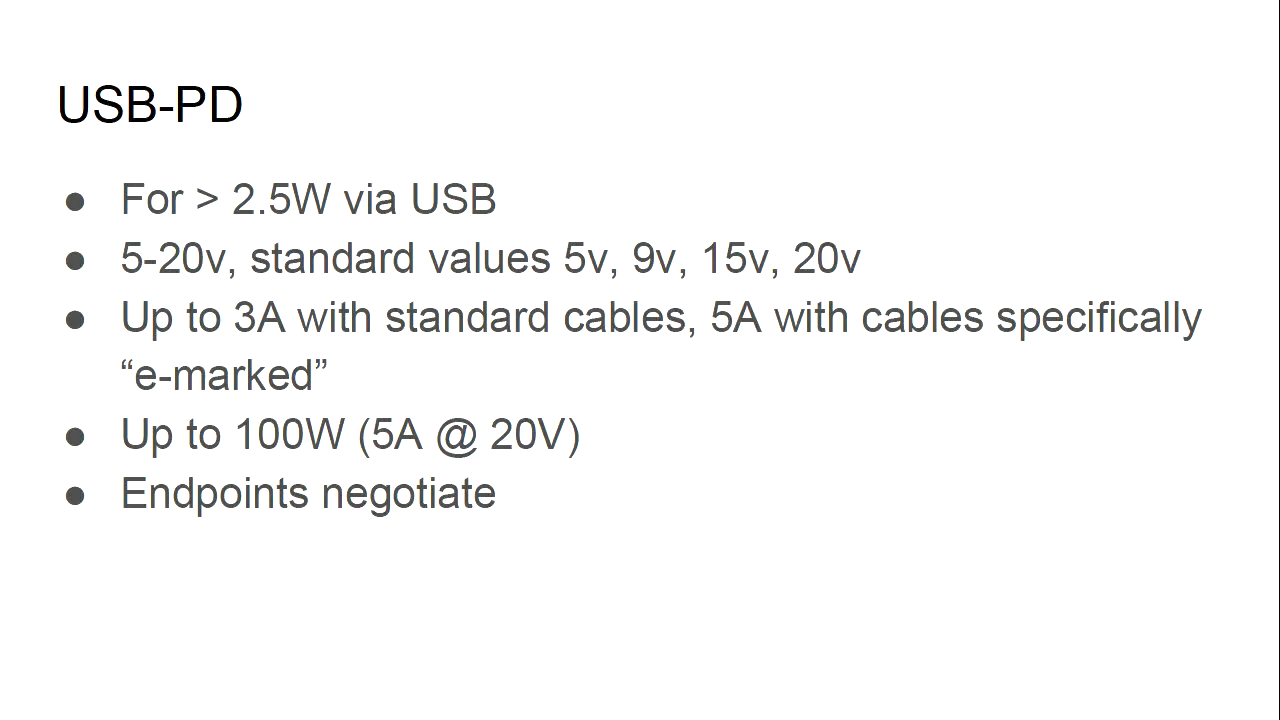 USB-PD
● For > 2.5W via USB
● 5-20v, standard values 5v, 9v, 15v, 20v
● Up to 3A with standard cables, 5A with cables specifically
“e-marked”
● Up to 100W (5A @ 20V)
● Endpoints negotiate